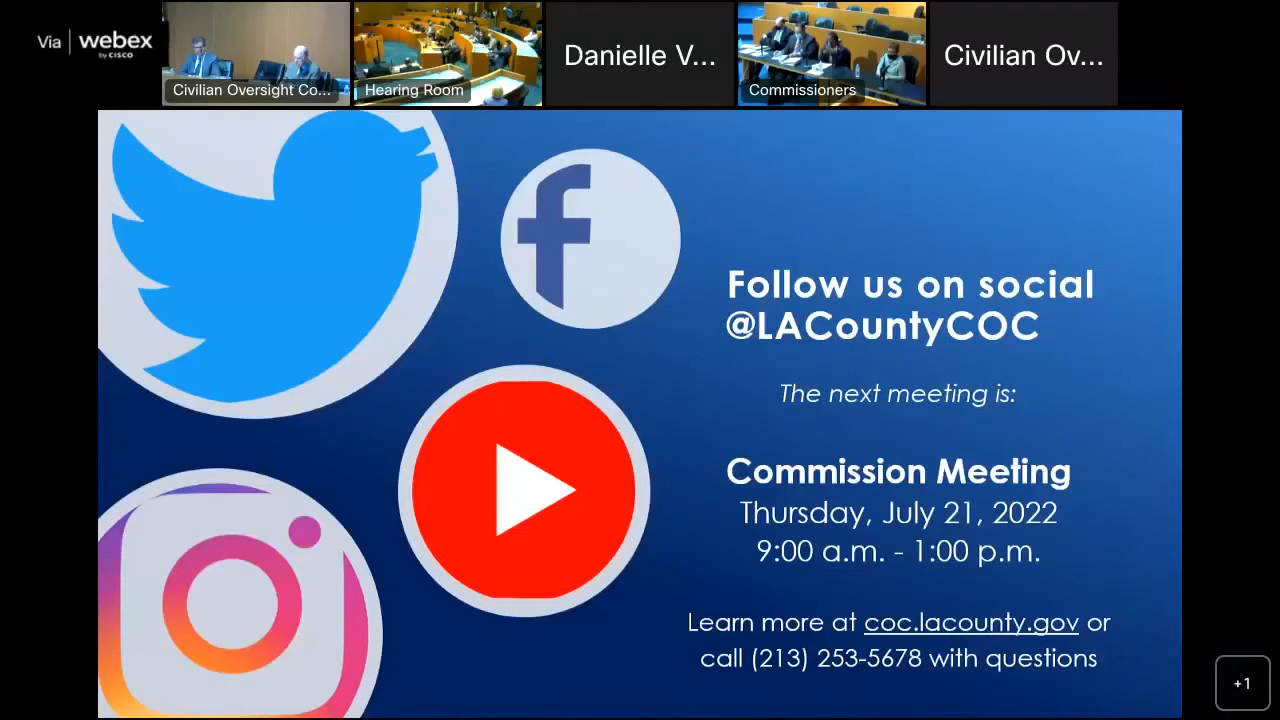 Via | webex
by CISCO
Civilian Oversight Co...
Hearing Room
Danielle V...
Commissioners
Civilian Ov...
Follow us on social
@LACountyCOC
The next meeting is:
Commission Meeting
Thursday, July 21, 2022
9:00 a.m. - 1:00 p.m.
Learn more at coc.lacounty.gov or
call (213) 253-5678 with questions
+1